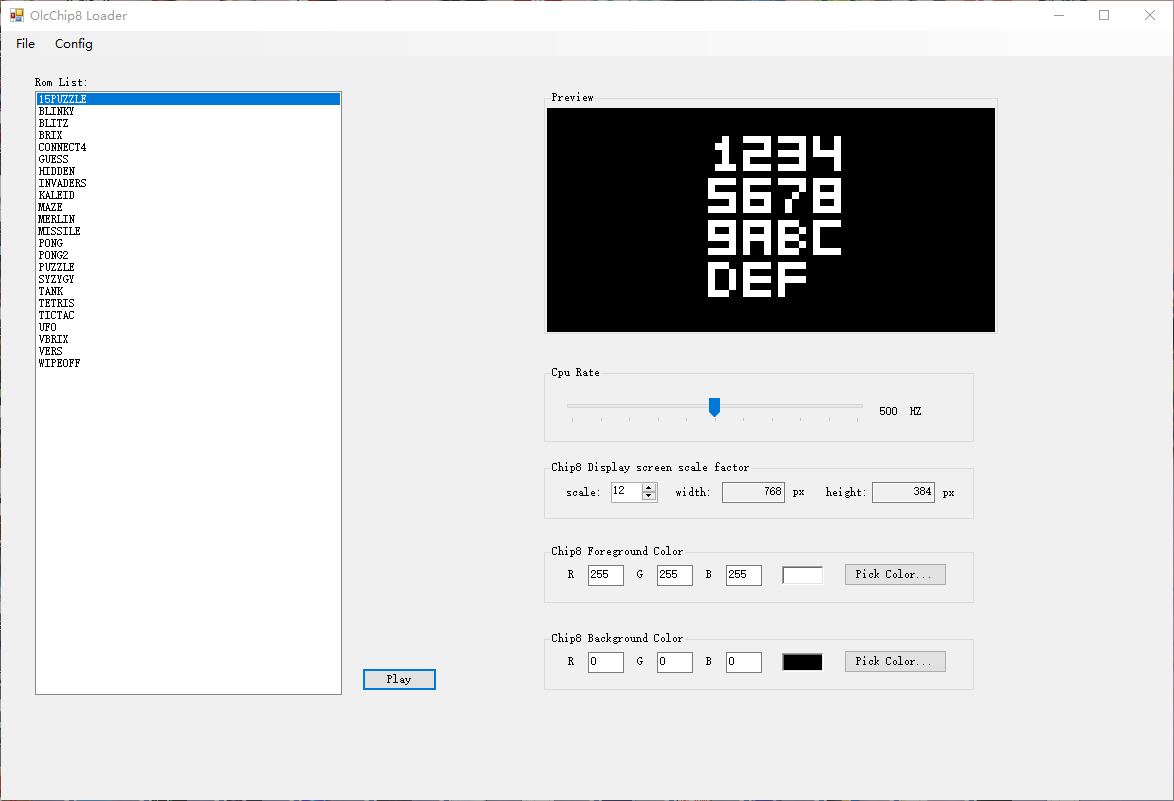 OlcChip8 Loader
File Config
Rom List:
15PUZZLE
BLINKY
BLITZ
BRIX
CONNECT4
GUESS
HIDDEN
INVADERS
KALEID
MAZE
MERLIN
MISSILE
PONG
PONG2
PUZZLE
SYZYGY
TANK
TETRIS
TICTAC
UFO
VBRIX
VERS
WIPEOFF
Play
Preview
1234
5678
9ABC
DEF
Cpu Rate
500 HZ
Chip8 Display screen scale factor
scale: 12 width: 768 px height: 384 px
Chip8 Foreground Color
R 255 G 255 B 255 Pick Color...
Chip8 Background Color
R 0 G 0 B 0 Pick Color...